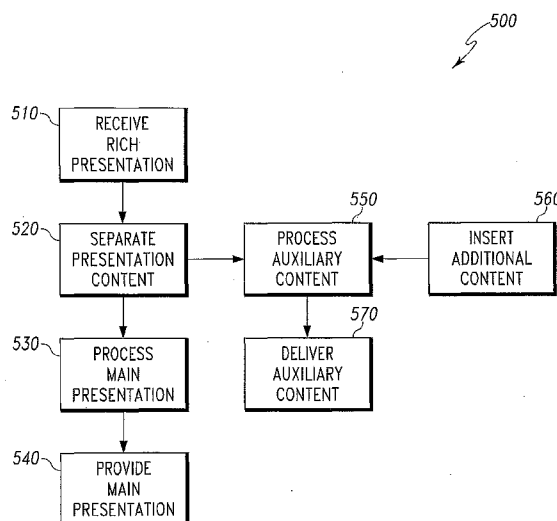 500
510
RECEIVE
RICH
PRESENTATION
520
SEPARATE
PRESENTATION
CONTENT
550
PROCESS
AUXILIARY
CONTENT
560
INSERT
ADDITIONAL
CONTENT
530
PROCESS
MAIN
PRESENTATION
570
DELIVER
AUXILIARY
CONTENT
540
PROVIDE
MAIN
PRESENTATION